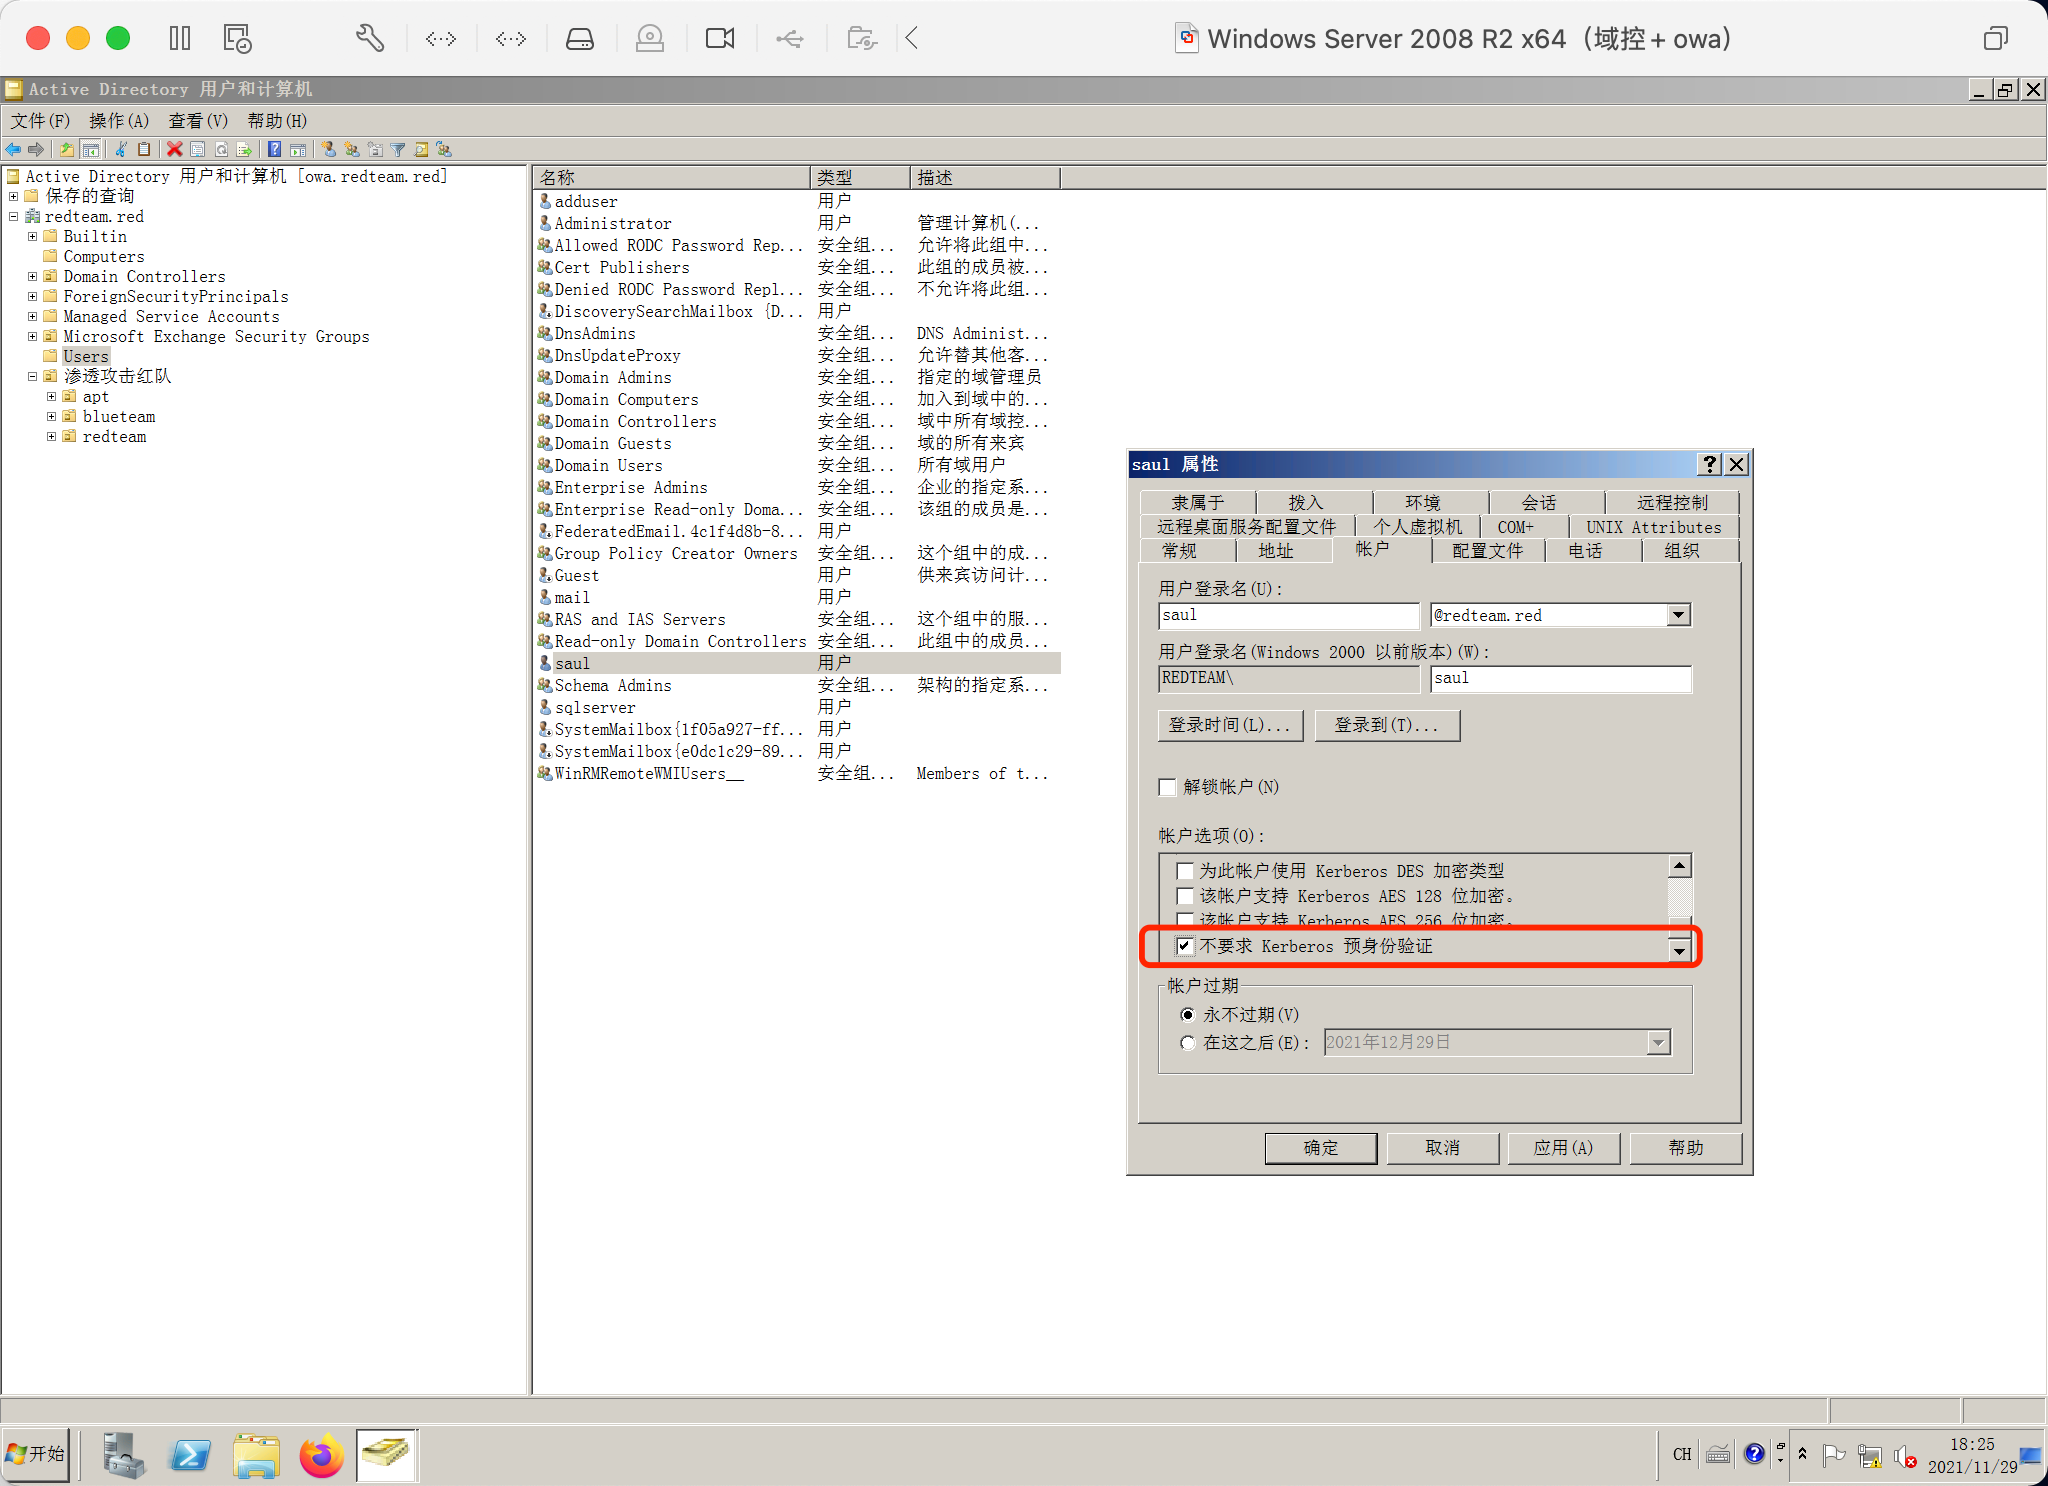 Windows Server 2008 R2 x64（域控+owa）
Active Directory 用户和计算机
文件(F) 操作(A) 查看(V) 帮助(H)
Active Directory 用户和计算机 [owa.redteam.red]
保存的查询
redteam.red
Builtin
Computers
Domain Controllers
ForeignSecurityPrincipals
Managed Service Accounts
Microsoft Exchange Security Groups
Users
渗透攻击红队
apt
blueteam
redteam
名称 类型 描述
adduser 用户
Administrator 用户 管理计算机(...
Allowed RODC Password Rep... 安全组... 允许将此组中...
Cert Publishers 安全组... 此组的成员被...
Denied RODC Password Repl... 安全组... 不允许将此组...
DiscoverySearchMailbox {D... 用户
DnsAdmins 安全组... DNS Administ...
DnsUpdateProxy 安全组... 允许替其他客...
Domain Admins 安全组... 指定的域管理员
Domain Computers 安全组... 加入到域中的...
Domain Controllers 安全组... 域中所有域控...
Domain Guests 安全组... 域的所有来宾
Domain Users 安全组... 所有域用户
Enterprise Admins 安全组... 企业的指定系...
Enterprise Read-only Doma... 安全组... 该组的成员是...
FederatedEmail.4c1f4d8b-8... 用户
Group Policy Creator Owners 安全组... 这个组中的成...
Guest 用户 供来宾访问计...
mail 用户
RAS and IAS Servers 安全组... 这个组中的服...
Read-only Domain Controllers 安全组... 此组中的成员...
saul 用户
Schema Admins 安全组... 架构的指定系...
sqlserver 用户
SystemMailbox{1f05a927-ff... 用户
SystemMailbox{e0dc1c29-89... 用户
WinRMRemoteWMIUsers__ 安全组... Members of t...
saul 属性
隶属于 拨入 环境 会话 远程控制
远程桌面服务配置文件 个人虚拟机 COM+ UNIX Attributes
常规 地址 帐户 配置文件 电话 组织
用户登录名(U):
saul @redteam.red
用户登录名(Windows 2000 以前版本)(W):
REDTEAM\ saul
登录时间(L)... 登录到(T)...
解锁帐户(N)
帐户选项(O):
为此帐户使用 Kerberos DES 加密类型
该帐户支持 Kerberos AES 128 位加密。
该帐户支持 Kerberos AES 256 位加密。
不要求 Kerberos 预身份验证
帐户过期
永不过期(V)
在这之后(E): 2021年12月29日
确定 取消 应用(A) 帮助
开始 CH 18:25
2021/11/29